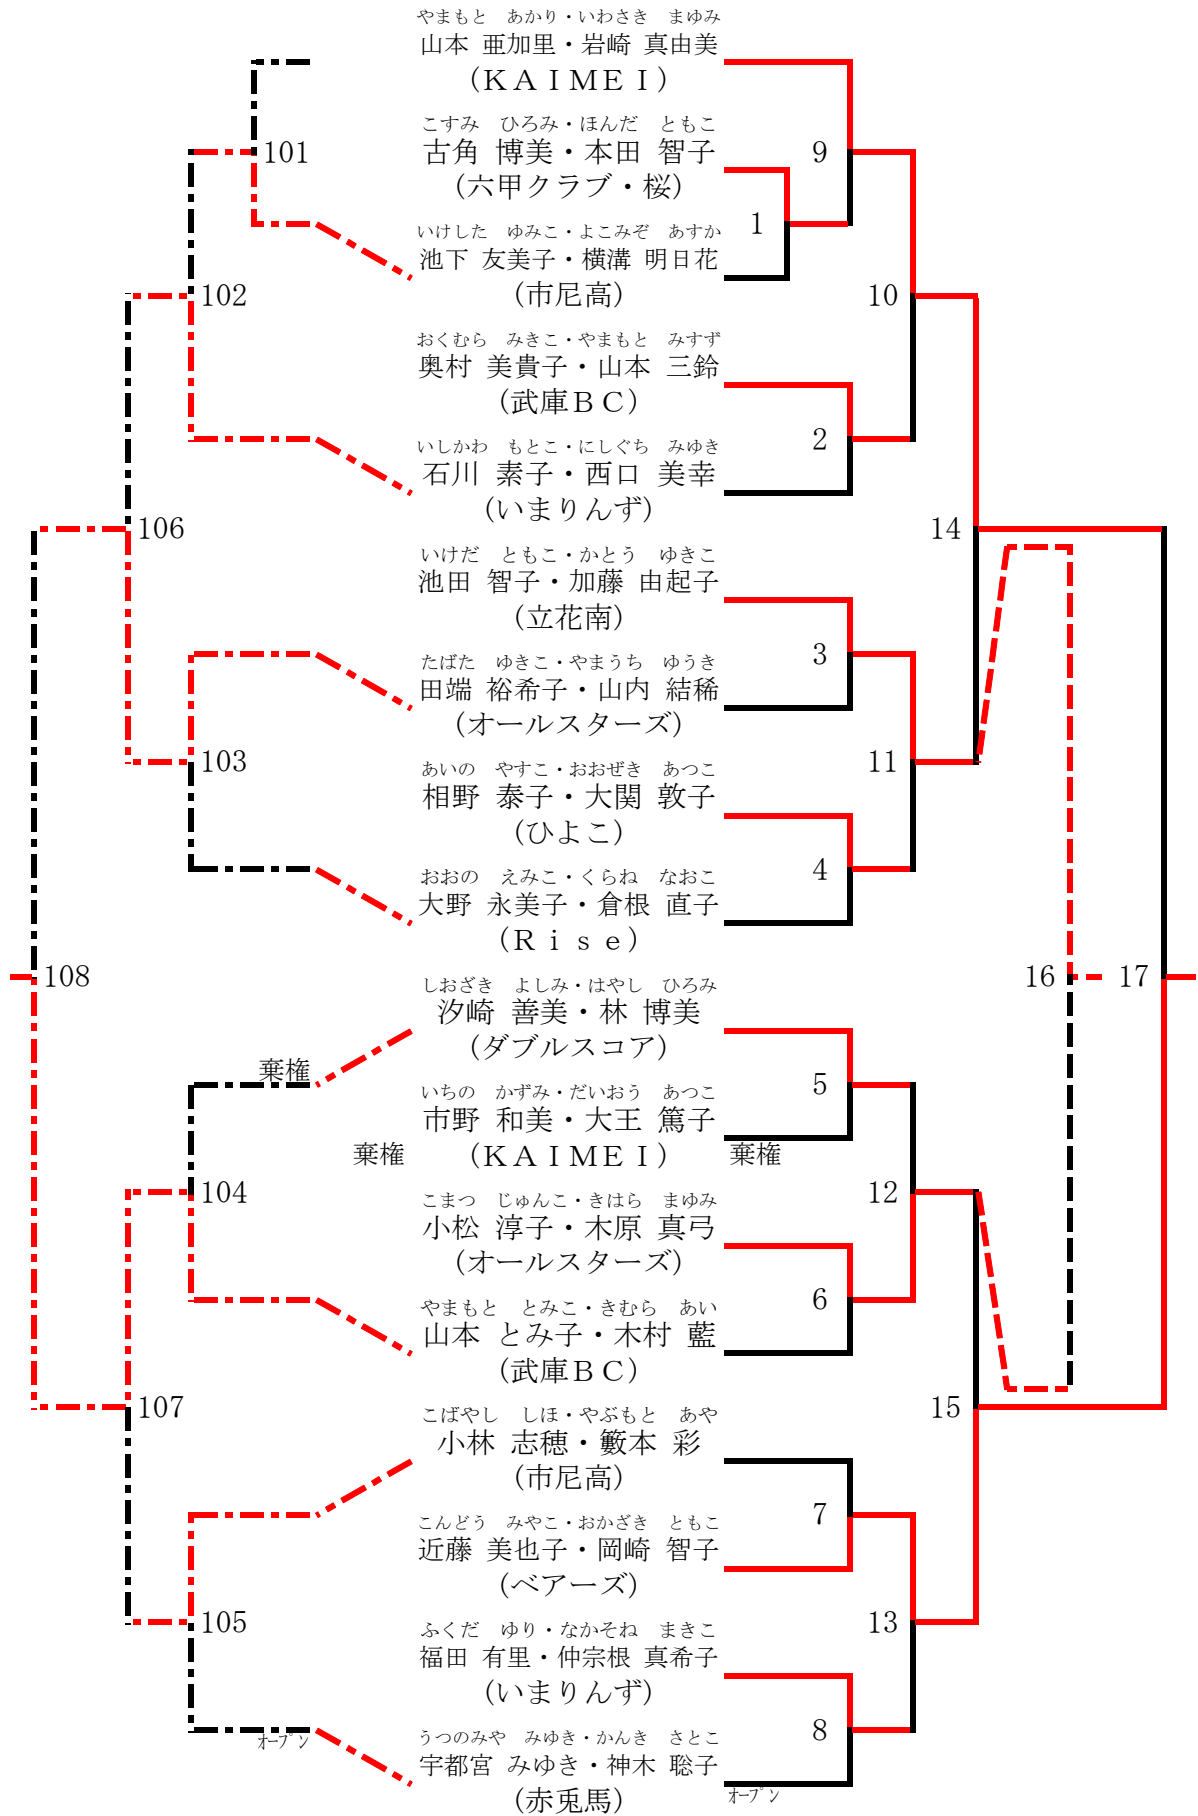 やまもと　あかり・いわさき　まゆみ
山本 亜加里・岩崎 真由美
（ＫＡＩＭＥＩ）
101
こすみ　ひろみ・ほんだ　ともこ
古角 博美・本田 智子
（六甲クラブ・桜）
9
1
いけした　ゆみこ・よこみぞ　あすか
池下 友美子・横溝 明日花
（市尼高）
102
10
おくむら　みきこ・やまもと　みすず
奥村 美貴子・山本 三鈴
（武庫ＢＣ）
2
いしかわ　もとこ・にしぐち　みゆき
石川 素子・西口 美幸
（いまりんず）
106
14
いけだ　ともこ・かとう　ゆきこ
池田 智子・加藤 由起子
（立花南）
3
たばた　ゆきこ・やまうち　ゆうき
田端 裕希子・山内 結稀
（オールスターズ）
103
11
あいの　やすこ・おおぜき　あつこ
相野 泰子・大関 敦子
（ひよこ）
4
おおの　えみこ・くらね　なおこ
大野 永美子・倉根 直子
（Ｒｉｓｅ）
108
16
17
しおざき　よしみ・はやし　ひろみ
汐崎 善美・林 博美
（ダブルスコア）
棄権
5
いちの　かずみ・だいおう　あつこ
市野 和美・大王 篤子
棄権 （ＫＡＩＭＥＩ） 棄権
104
12
こまつ　じゅんこ・きはら　まゆみ
小松 淳子・木原 真弓
（オールスターズ）
6
やまもと　とみこ・きむら　あい
山本 とみ子・木村 藍
（武庫ＢＣ）
107
15
こばやし　しほ・やぶもと　あや
小林 志穂・籔本 彩
（市尼高）
7
こんどう　みやこ・おかざき　ともこ
近藤 美也子・岡崎 智子
（ベアーズ）
105
13
ふくだ　ゆり・なかそね　まきこ
福田 有里・仲宗根 真希子
（いまりんず）
8
ｵｰﾌﾟﾝ
うつのみや　みゆき・かんき　さとこ
宇都宮 みゆき・神木 聡子
（赤兎馬）
ｵｰﾌﾟﾝ